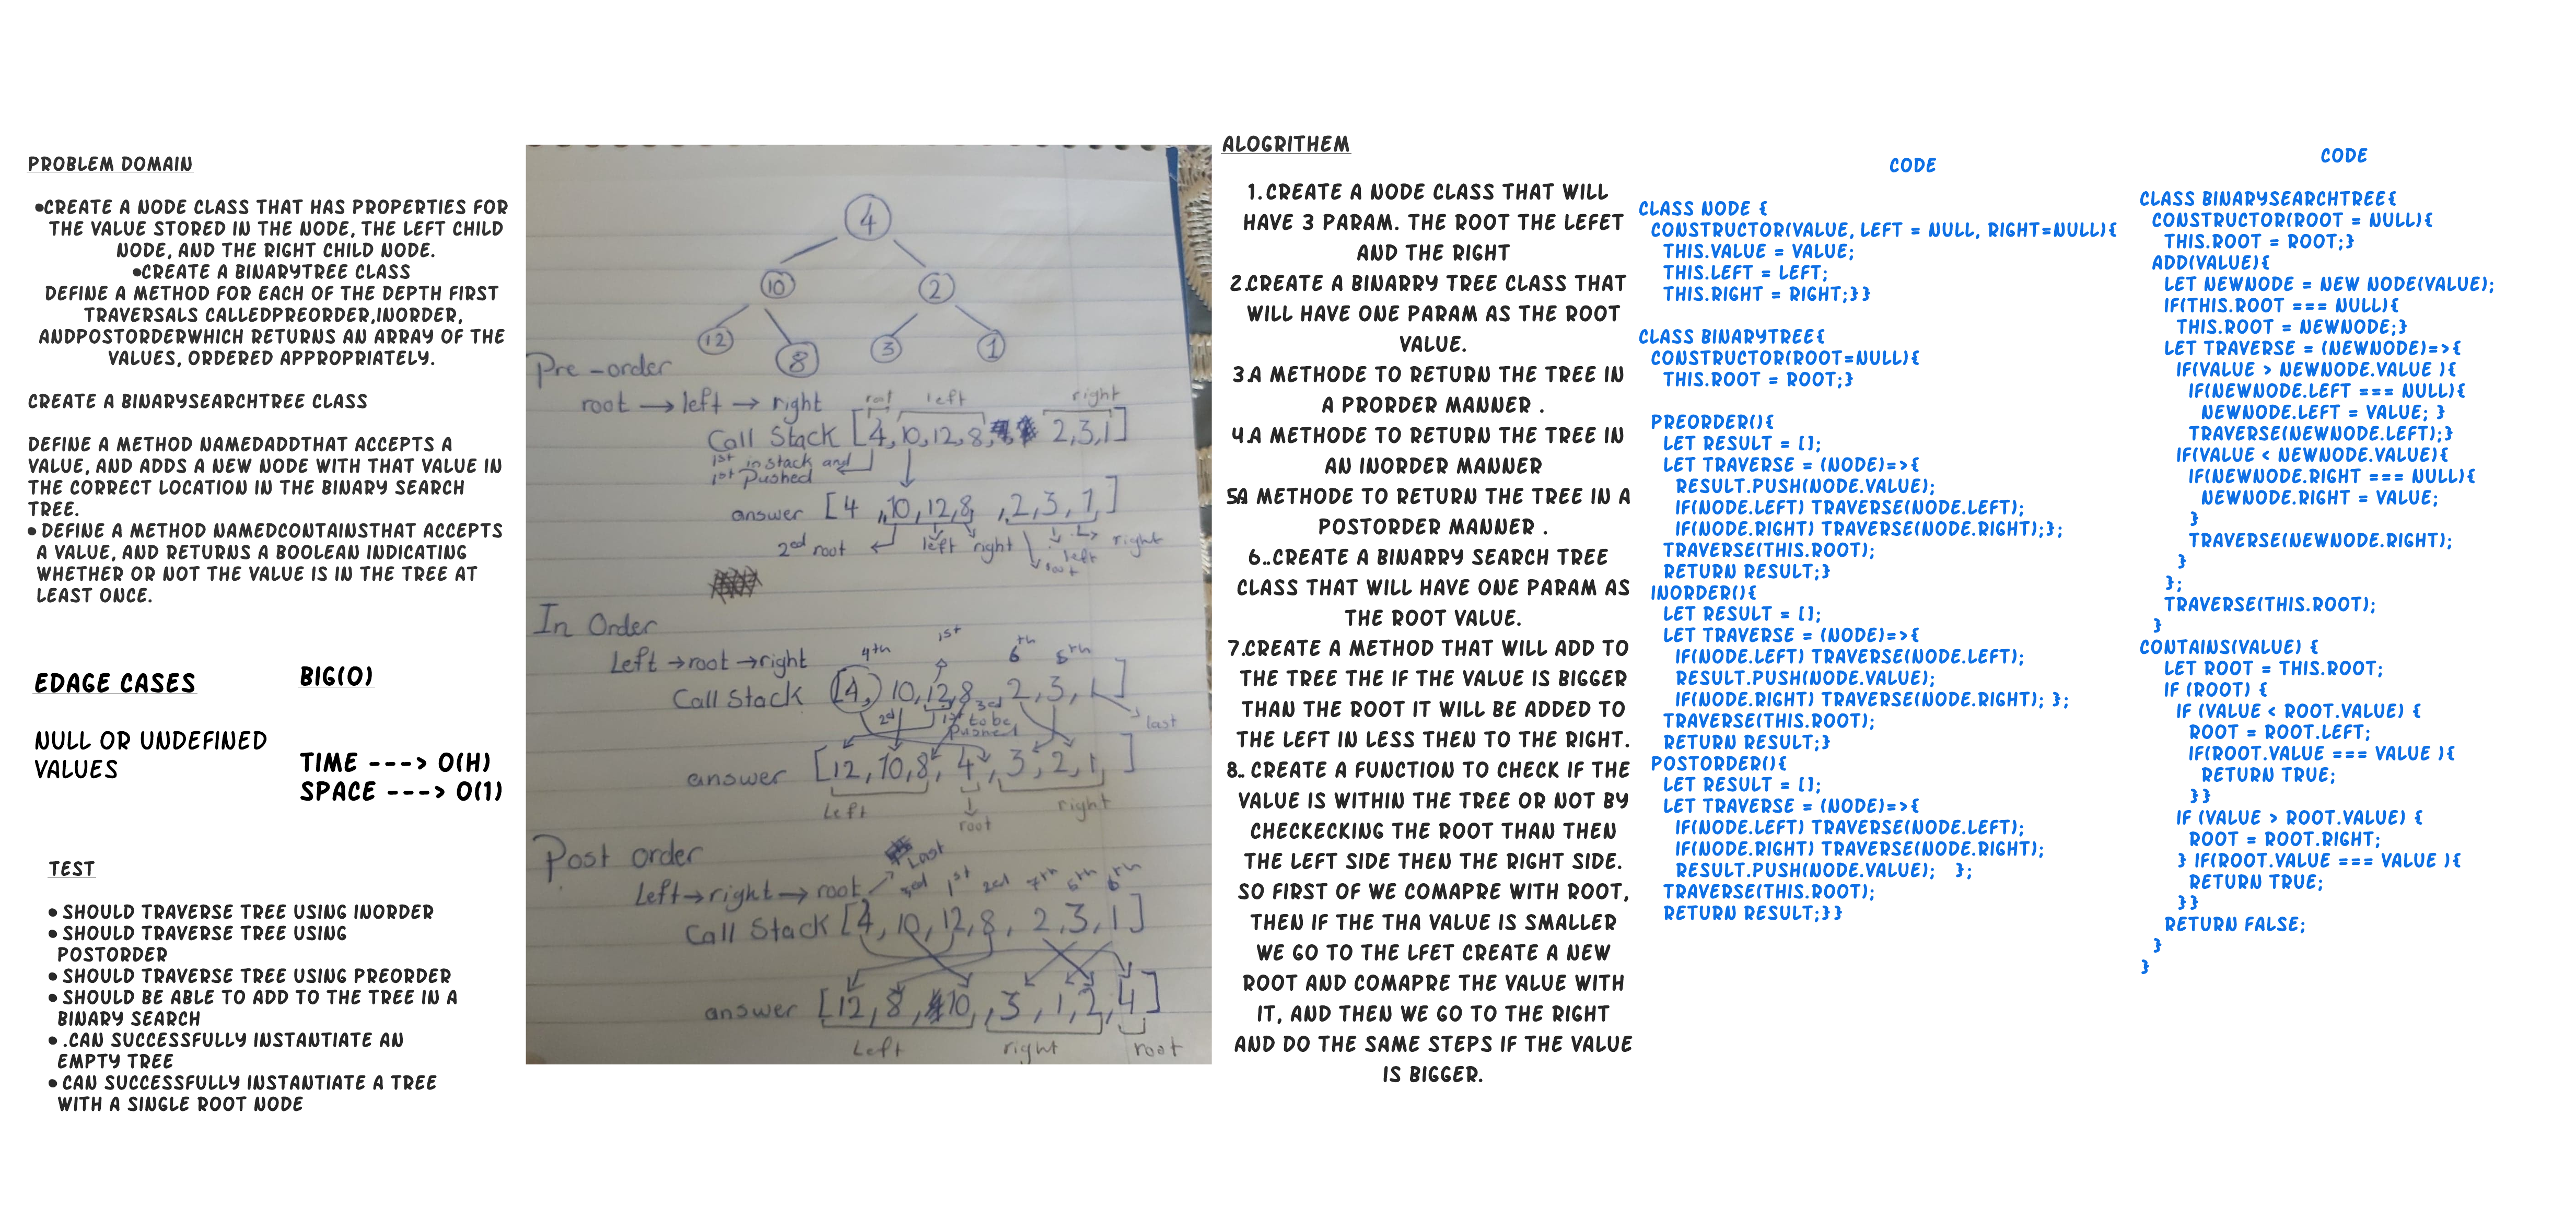 PROBLEM DOMAIN
•CREATE A NODE CLASS THAT HAS PROPERTIES FOR
THE VALUE STORED IN THE NODE, THE LEFT CHILD
NODE, AND THE RIGHT CHILD NODE.
•CREATE A BINARYTREE CLASS
DEFINE A METHOD FOR EACH OF THE DEPTH FIRST
TRAVERSALS CALLEDPREORDER,INORDER,
ANDPOSTORDERWHICH RETURNS AN ARRAY OF THE
VALUES, ORDERED APPROPRIATELY.
CREATE A BINARYSEARCHTREE CLASS
DEFINE A METHOD NAMEDADDTHAT ACCEPTS A
VALUE, AND ADDS A NEW NODE WITH THAT VALUE IN
THE CORRECT LOCATION IN THE BINARY SEARCH
TREE.
• DEFINE A METHOD NAMEDCONTAINSTHAT ACCEPTS
A VALUE, AND RETURNS A BOOLEAN INDICATING
WHETHER OR NOT THE VALUE IS IN THE TREE AT
LEAST ONCE.
EDAGE CASES
NULL OR UNDEFINED
VALUES
BIG(O)
TIME ---> O(H)
SPACE ---> O(1)
TEST
• SHOULD TRAVERSE TREE USING INORDER
• SHOULD TRAVERSE TREE USING
POSTORDER
• SHOULD TRAVERSE TREE USING PREORDER
• SHOULD BE ABLE TO ADD TO THE TREE IN A
BINARY SEARCH
• .CAN SUCCESSFULLY INSTANTIATE AN
EMPTY TREE
• CAN SUCCESSFULLY INSTANTIATE A TREE
WITH A SINGLE ROOT NODE
4
10 2
12 8 3 1
Pre-order
root → left → right
root left right
Call Stack [4, 10, 12, 8, 2, 3, 1]
1st in stack and
1st Pushed
answer [4, 10, 12, 8, 2, 3, 1]
2nd root left right root left right
In Order
Left → root → right
4th 1st 6th 5th
Call Stack [4, 10, 12, 8, 2, 3, 1]
2nd 1st to be pushed 3rd last
answer [12, 10, 8, 4, 3, 2, 1]
Left root right
Post order
Left → right → root
Last 3rd 1st 2nd 7th
Call Stack [4, 10, 12, 8, 2, 3, 1]
answer [12, 8, 10, 3, 1, 2, 4]
Left right root
ALOGRITHEM
1.CREATE A NODE CLASS THAT WILL
HAVE 3 PARAM. THE ROOT THE LEFET
AND THE RIGHT
2.CREATE A BINARRY TREE CLASS THAT
WILL HAVE ONE PARAM AS THE ROOT
VALUE.
3.A METHODE TO RETURN THE TREE IN
A PRORDER MANNER .
4.A METHODE TO RETURN THE TREE IN
AN INORDER MANNER
5A METHODE TO RETURN THE TREE IN A
POSTORDER MANNER .
6..CREATE A BINARRY SEARCH TREE
CLASS THAT WILL HAVE ONE PARAM AS
THE ROOT VALUE.
7.CREATE A METHOD THAT WILL ADD TO
THE TREE THE IF THE VALUE IS BIGGER
THAN THE ROOT IT WILL BE ADDED TO
THE LEFT IN LESS THEN TO THE RIGHT.
8.. CREATE A FUNCTION TO CHECK IF THE
VALUE IS WITHIN THE TREE OR NOT BY
CHECKECKING THE ROOT THAN THEN
THE LEFT SIDE THEN THE RIGHT SIDE.
SO FIRST OF WE COMAPRE WITH ROOT,
THEN IF THE THA VALUE IS SMALLER
WE GO TO THE LFET CREATE A NEW
ROOT AND COMAPRE THE VALUE WITH
IT, AND THEN WE GO TO THE RIGHT
AND DO THE SAME STEPS IF THE VALUE
IS BIGGER.
CODE
CLASS NODE {
CONSTRUCTOR(VALUE, LEFT = NULL, RIGHT=NULL){
THIS.VALUE = VALUE;
THIS.LEFT = LEFT;
THIS.RIGHT = RIGHT;}}
CLASS BINARYTREE{
CONSTRUCTOR(ROOT=NULL){
THIS.ROOT = ROOT;}
PREORDER(){
LET RESULT = [];
LET TRAVERSE = (NODE)=>{
RESULT.PUSH(NODE.VALUE);
IF(NODE.LEFT) TRAVERSE(NODE.LEFT);
IF(NODE.RIGHT) TRAVERSE(NODE.RIGHT);};
TRAVERSE(THIS.ROOT);
RETURN RESULT;}
INORDER(){
LET RESULT = [];
LET TRAVERSE = (NODE)=>{
IF(NODE.LEFT) TRAVERSE(NODE.LEFT);
RESULT.PUSH(NODE.VALUE);
IF(NODE.RIGHT) TRAVERSE(NODE.RIGHT); };
TRAVERSE(THIS.ROOT);
RETURN RESULT;}
POSTORDER(){
LET RESULT = [];
LET TRAVERSE = (NODE)=>{
IF(NODE.LEFT) TRAVERSE(NODE.LEFT);
IF(NODE.RIGHT) TRAVERSE(NODE.RIGHT);
RESULT.PUSH(NODE.VALUE); };
TRAVERSE(THIS.ROOT);
RETURN RESULT;}}
CODE
CLASS BINARYSEARCHTREE{
CONSTRUCTOR(ROOT = NULL){
THIS.ROOT = ROOT;}
ADD(VALUE){
LET NEWNODE = NEW NODE(VALUE);
IF(THIS.ROOT === NULL){
THIS.ROOT = NEWNODE;}
LET TRAVERSE = (NEWNODE)=>{
IF(VALUE > NEWNODE.VALUE ){
IF(NEWNODE.LEFT === NULL){
NEWNODE.LEFT = VALUE; }
TRAVERSE(NEWNODE.LEFT);}
IF(VALUE < NEWNODE.VALUE){
IF(NEWNODE.RIGHT === NULL){
NEWNODE.RIGHT = VALUE;
}
TRAVERSE(NEWNODE.RIGHT);
}
};
TRAVERSE(THIS.ROOT);
}
CONTAINS(VALUE) {
LET ROOT = THIS.ROOT;
IF (ROOT) {
IF (VALUE < ROOT.VALUE) {
ROOT = ROOT.LEFT;
IF(ROOT.VALUE === VALUE ){
RETURN TRUE;
}}
IF (VALUE > ROOT.VALUE) {
ROOT = ROOT.RIGHT;
} IF(ROOT.VALUE === VALUE ){
RETURN TRUE;
}}
RETURN FALSE;
}
}